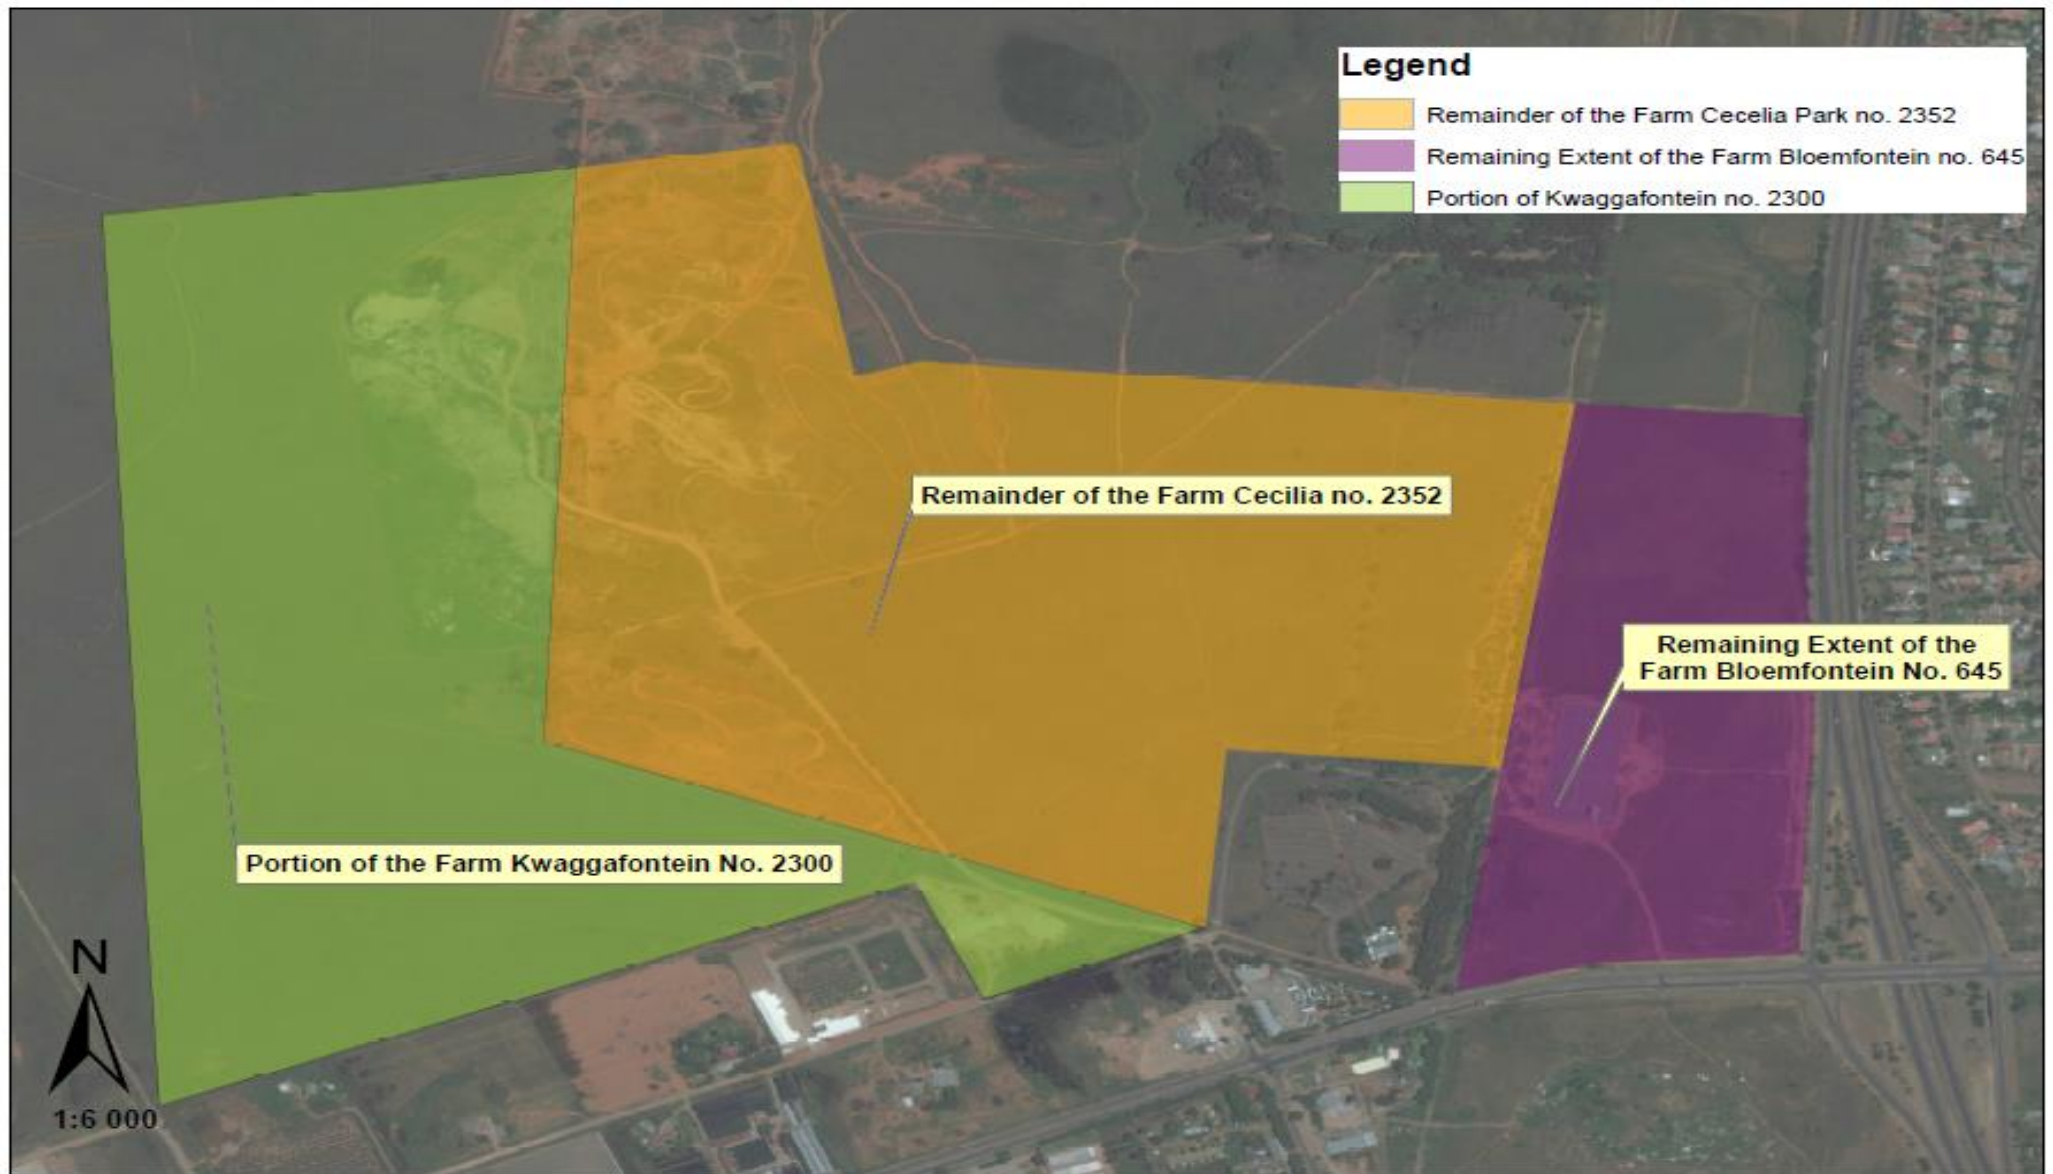 Legend
Remainder of the Farm Cecelia Park no. 2352
Remaining Extent of the Farm Bloemfontein no. 645
Portion of Kwaggafontein no. 2300
Remainder of the Farm Cecilia no. 2352
Remaining Extent of the
Farm Bloemfontein No. 645
Portion of the Farm Kwaggafontein No. 2300
N
1:6 000